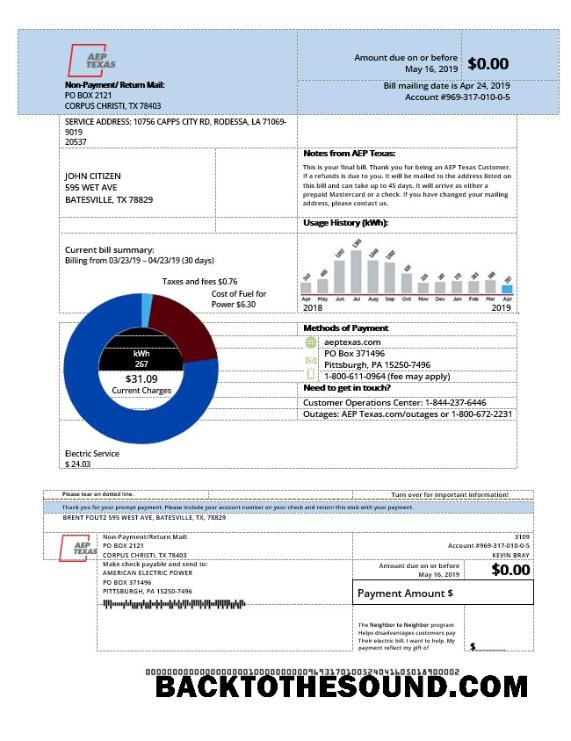 AEP
TEXAS
Non-Payment/ Return Mail:
PO BOX 2121
CORPUS CHRISTI, TX 78403
Amount due on or before
May 16, 2019
$0.00
Bill mailing date is Apr 24, 2019
Account #969-317-010-0-5
SERVICE ADDRESS: 10756 CAPPS CITY RD, RODESSA, LA 71069-
9019
20537
JOHN CITIZEN
595 WET AVE
BATESVILLE, TX 78829
Notes from AEP Texas:
This is your final bill. Thank you for being an AEP Texas Customer.
If a refunds is due to you. It will be mailed to the address listed on
this bill and can take up to 45 days. It will arrive as either a
prepaid Mastercard or a check. If you have changed your mailing
address, please contact us.
Usage History (kWh):
Apr May Jun Jul Aug Sep Oct Nov Dec Jan Feb Mar Apr
2018 2019
Current bill summary:
Billing from 03/23/19 – 04/23/19 (30 days)
Taxes and fees $0.76
Cost of Fuel for
Power $6.30
kWh
267
$31.09
Current Charges
Electric Service
$ 24.03
Methods of Payment
aeptexas.com
PO Box 371496
Pittsburgh, PA 15250-7496
1-800-611-0964 (fee may apply)
Need to get in touch?
Customer Operations Center: 1-844-237-6446
Outages: AEP Texas.com/outages or 1-800-672-2231
Please tear on dotted line.
Turn over for important information!
Thank you for your prompt payment. Please include your account number on your check and return this stub with your payment.
BRENT FOUTZ 595 WEST AVE, BATESVILLE, TX, 78829
AEP
TEXAS
Non-Payment/Return Mail:
PO BOX 2121
CORPUS CHRISTI, TX 78403
Make check payable and send to:
AMERICAN ELECTRIC POWER
PO BOX 371496
PITTSBURGH, PA 15250-7496
3109
Account #969-317-010-0-5
KEVIN BRAY
Amount due on or before
May 16, 2019
$0.00
Payment Amount $
The Neighbor to Neighbor program
Helps disadvantages customers pay
Their electric bill. I want to help. My
payment reflect my gift of
$
BACKTOTHESOUND.COM